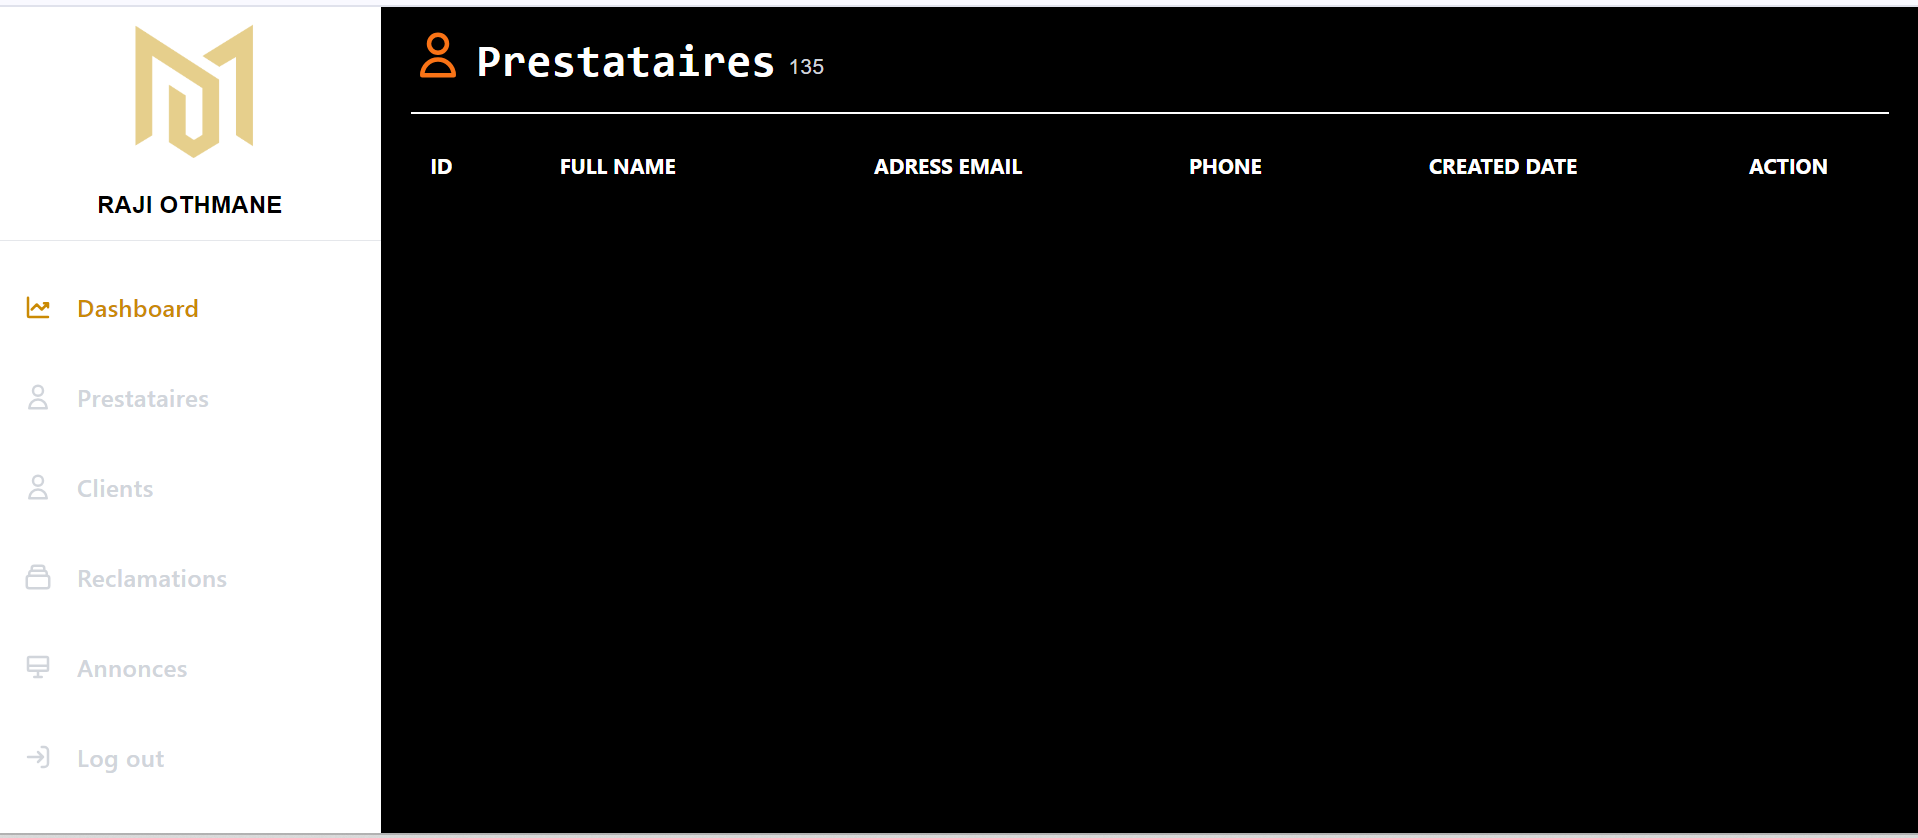 RAJI OTHMANE
Dashboard
Prestataires
Clients
Reclamations
Annonces
Log out
Prestataires 135
ID FULL NAME ADRESS EMAIL PHONE CREATED DATE ACTION